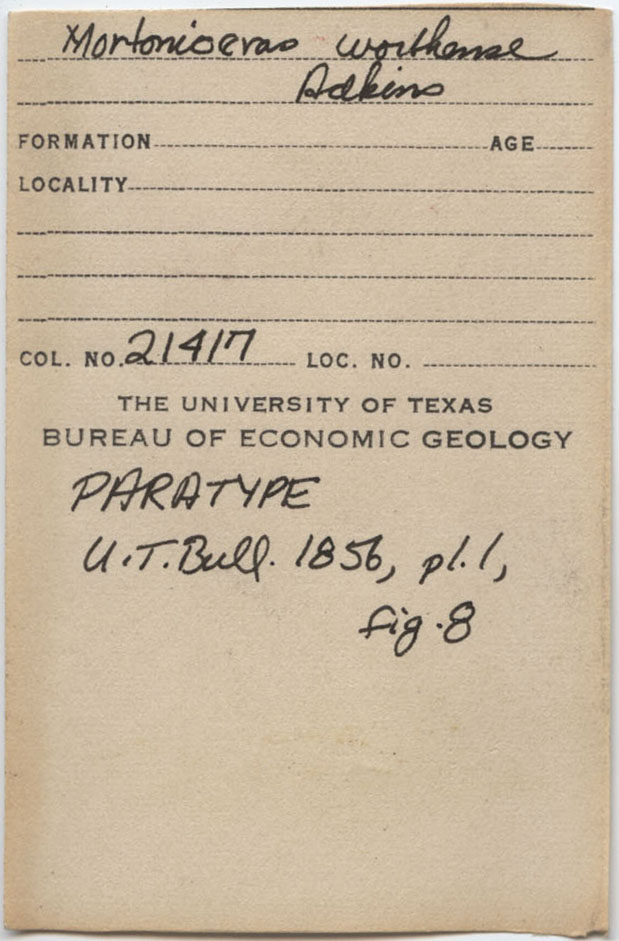 Mortoniceras worthense
Adkins
FORMATION AGE
LOCALITY
COL. NO. 21417 LOC. NO.
THE UNIVERSITY OF TEXAS
BUREAU OF ECONOMIC GEOLOGY
PARATYPE
U.T. Bull. 1856, pl. 1,
fig. 8